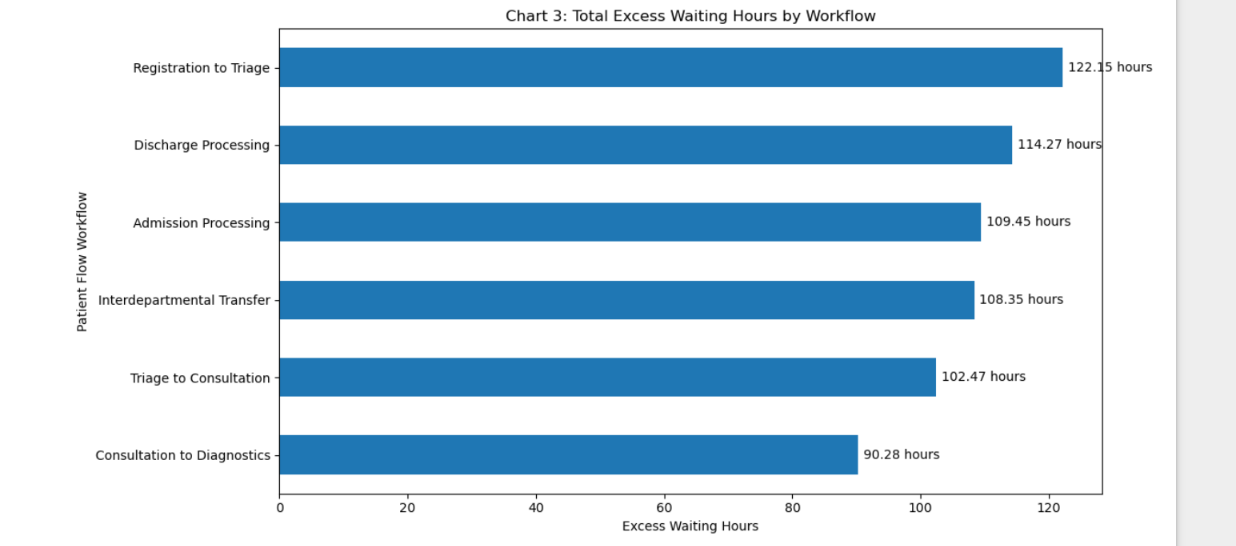 Chart 3: Total Excess Waiting Hours by Workflow
Patient Flow Workflow
Registration to Triage 122.15 hours
Discharge Processing 114.27 hours
Admission Processing 109.45 hours
Interdepartmental Transfer 108.35 hours
Triage to Consultation 102.47 hours
Consultation to Diagnostics 90.28 hours
0 20 40 60 80 100 120
Excess Waiting Hours